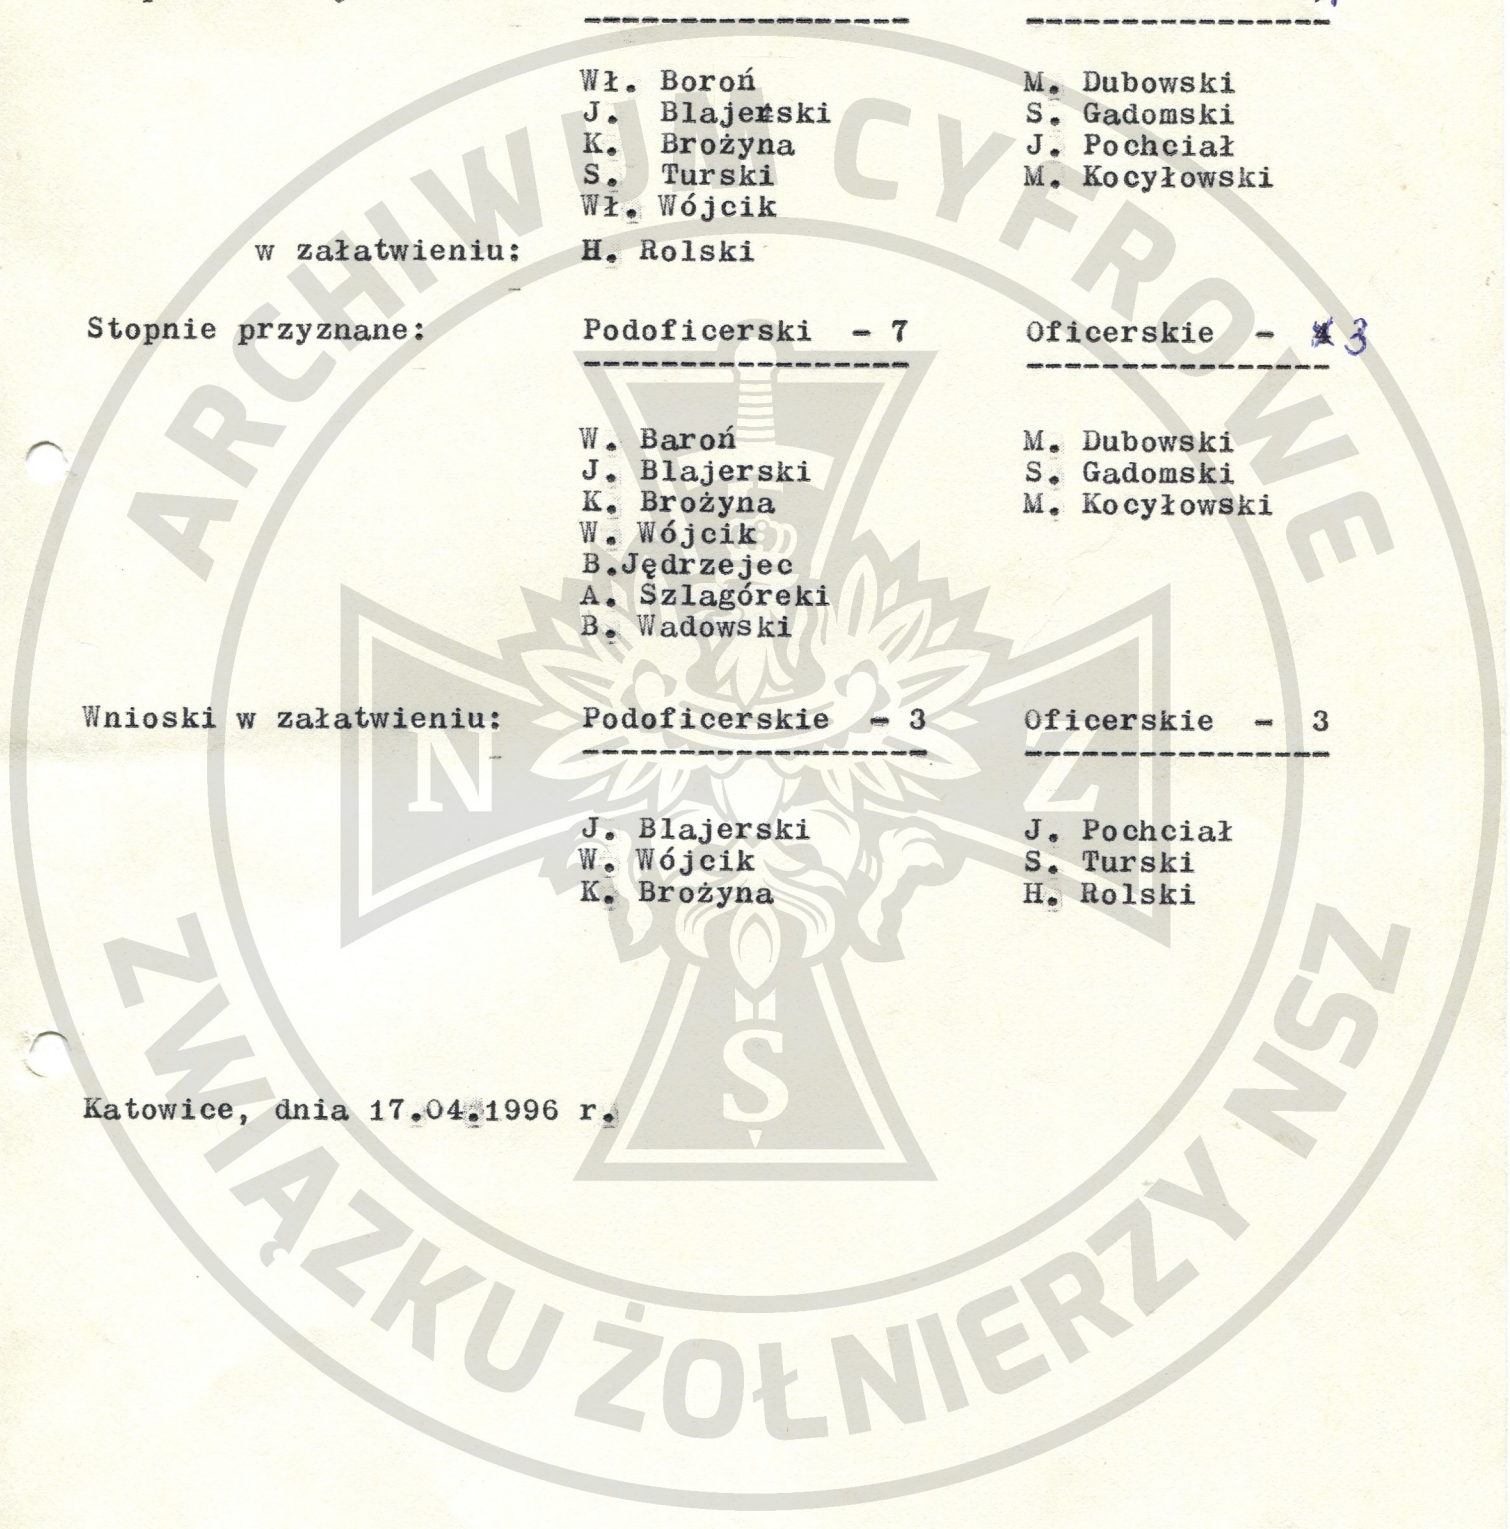 Wł. Boroń M. Dubowski
J. Blajerski S. Gadomski
K. Brożyna J. Pochciał
S. Turski M. Kocyłowski
Wł. Wójcik
w załatwieniu: H. Rolski
Stopnie przyznane: Podoficerski - 7 Oficerskie - 3
W. Baroń M. Dubowski
J. Blajerski S. Gadomski
K. Brożyna M. Kocyłowski
W. Wójcik
B.Jędrzejec
A. Szlagóreki
B. Wadowski
Wnioski w załatwieniu: Podoficerskie - 3 Oficerskie - 3
J. Blajerski J. Pochciał
W. Wójcik S. Turski
K. Brożyna H. Rolski
Katowice, dnia 17.04.1996 r.
ARCHIWUM CYFROWE
ZWIĄZKU ŻOŁNIERZY NSZ
N Z
S